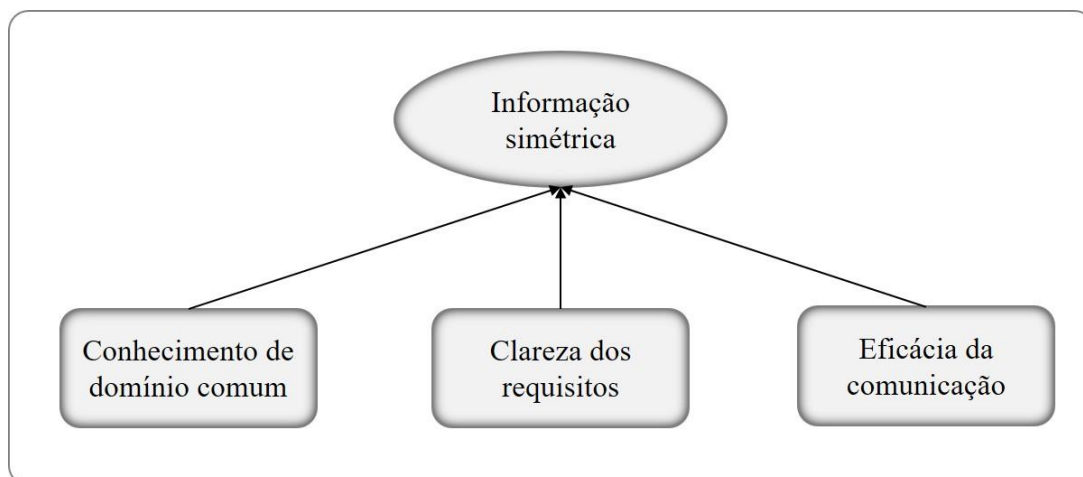 Informação
simétrica
Conhecimento de
domínio comum
Clareza dos
requisitos
Eficácia da
comunicação